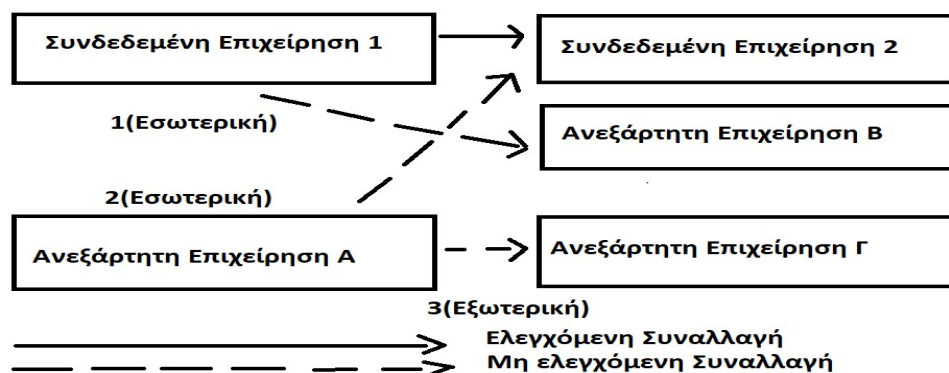 Συνδεδεμένη Επιχείρηση 1
Συνδεδεμένη Επιχείρηση 2
1(Εσωτερική)
Ανεξάρτητη Επιχείρηση Β
2(Εσωτερική)
Ανεξάρτητη Επιχείρηση Α
Ανεξάρτητη Επιχείρηση Γ
3(Εξωτερική)
Ελεγχόμενη Συναλλαγή
Μη ελεγχόμενη Συναλλαγή